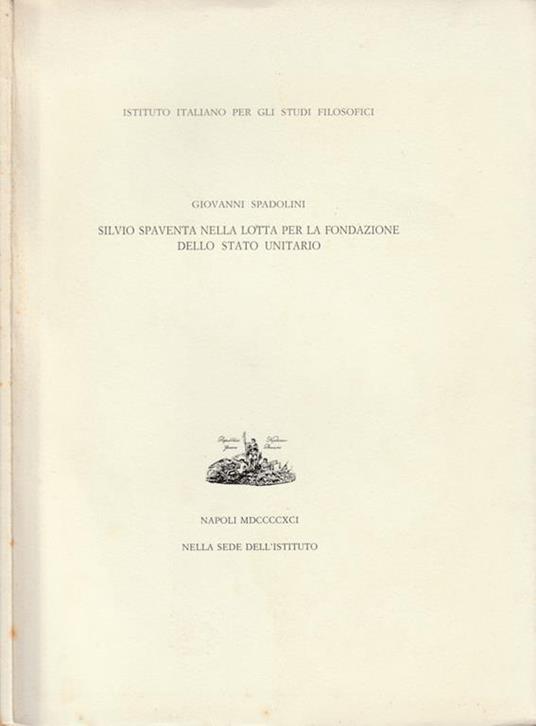 ISTITUTO ITALIANO PER GLI STUDI FILOSOFICI
GIOVANNI SPADOLINI
SILVIO SPAVENTA NELLA LOTTA PER LA FONDAZIONE
DELLO STATO UNITARIO
NAPOLI MDCCCCXCI
NELLA SEDE DELL'ISTITUTO